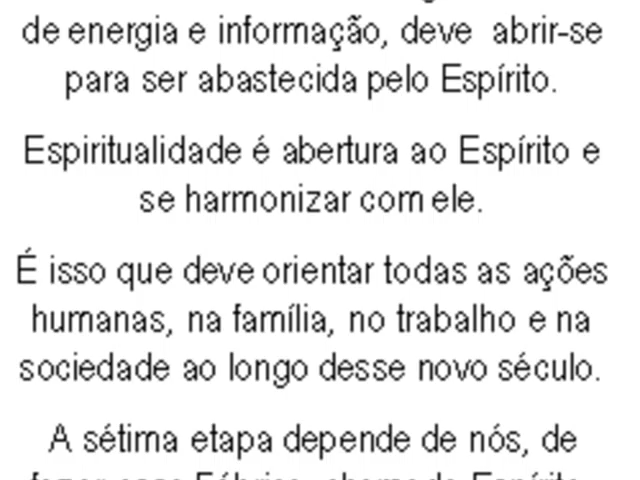 de energia e informação, deve abrir-se
para ser abastecida pelo Espírito.
Espiritualidade é abertura ao Espírito e
se harmonizar com ele.
É isso que deve orientar todas as ações
humanas, na família, no trabalho e na
sociedade ao longo desse novo século.
A sétima etapa depende de nós, de